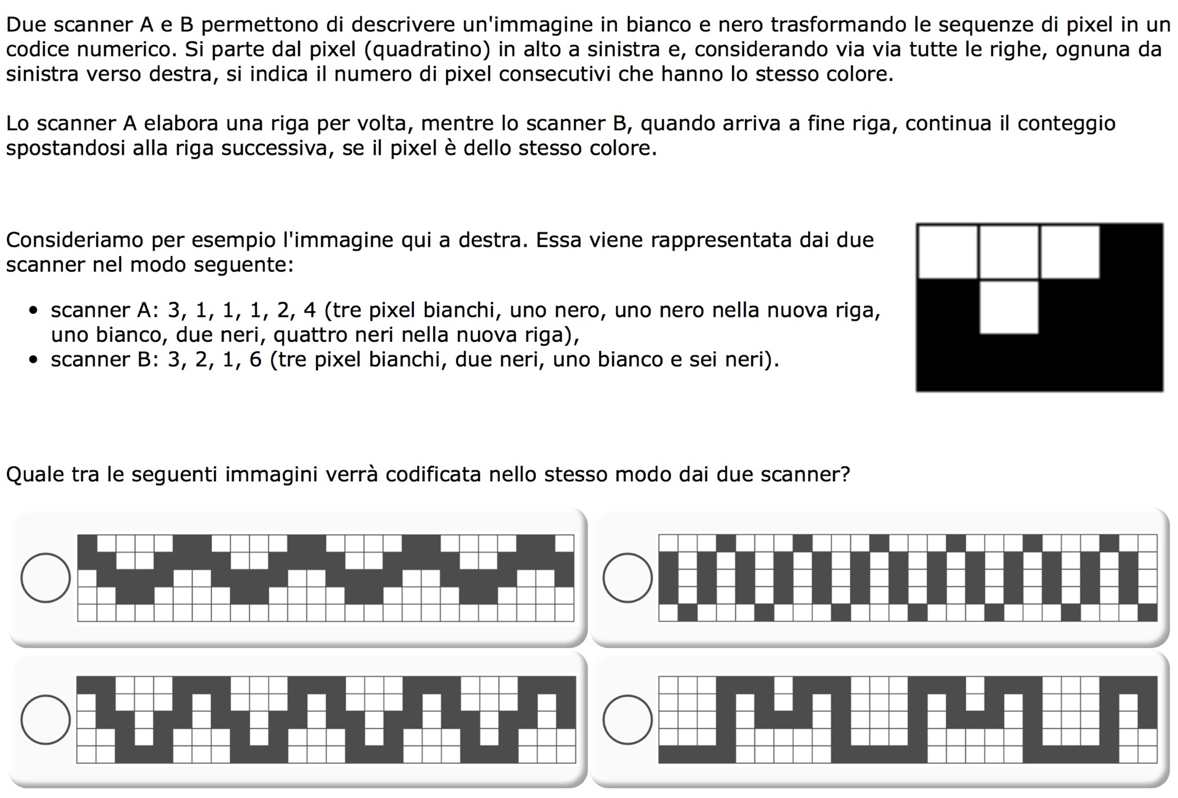 Due scanner A e B permettono di descrivere un'immagine in bianco e nero trasformando le sequenze di pixel in un
codice numerico. Si parte dal pixel (quadratino) in alto a sinistra e, considerando via via tutte le righe, ognuna da
sinistra verso destra, si indica il numero di pixel consecutivi che hanno lo stesso colore.
Lo scanner A elabora una riga per volta, mentre lo scanner B, quando arriva a fine riga, continua il conteggio
spostandosi alla riga successiva, se il pixel è dello stesso colore.
Consideriamo per esempio l'immagine qui a destra. Essa viene rappresentata dai due
scanner nel modo seguente:
• scanner A: 3, 1, 1, 1, 2, 4 (tre pixel bianchi, uno nero, uno nero nella nuova riga,
uno bianco, due neri, quattro neri nella nuova riga),
• scanner B: 3, 2, 1, 6 (tre pixel bianchi, due neri, uno bianco e sei neri).
Quale tra le seguenti immagini verrà codificata nello stesso modo dai due scanner?